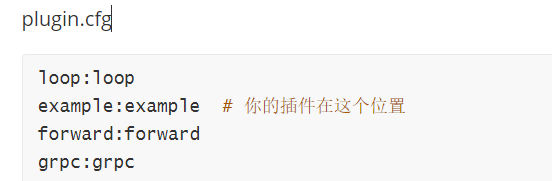 plugin.cfg
loop:loop
example:example  # 你的插件在这个位置
forward:forward
grpc:grpc